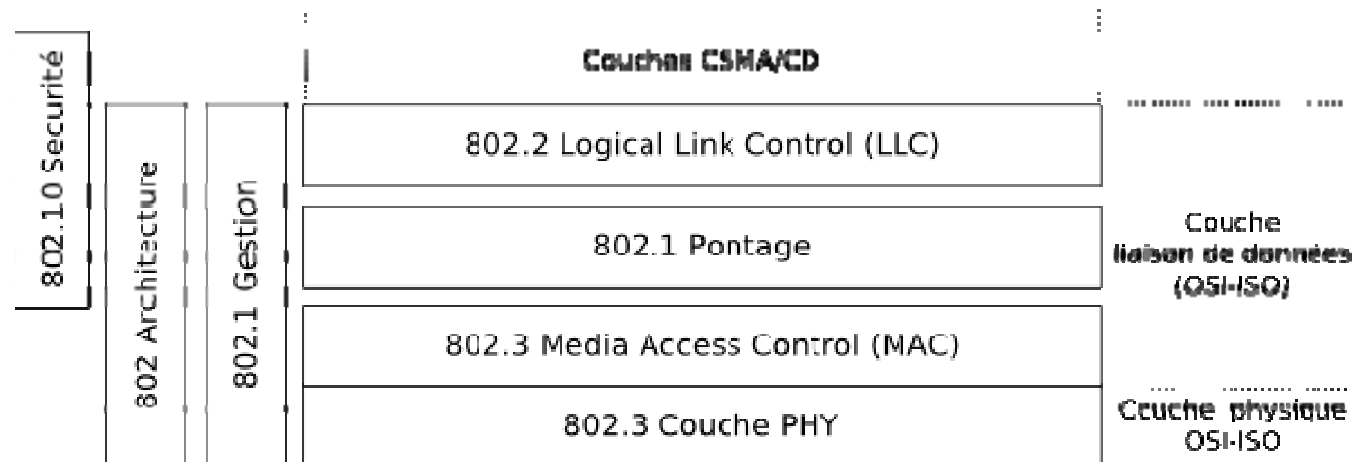 Couches CSMA/CD
802.10 Securité
802 Architecture
802.1 Gestion
802.2 Logical Link Control (LLC)
802.1 Pontage
802.3 Media Access Control (MAC)
802.3 Couche PHY
Couche
liaison de données
(OSI-ISO)
Couche physique
OSI-ISO